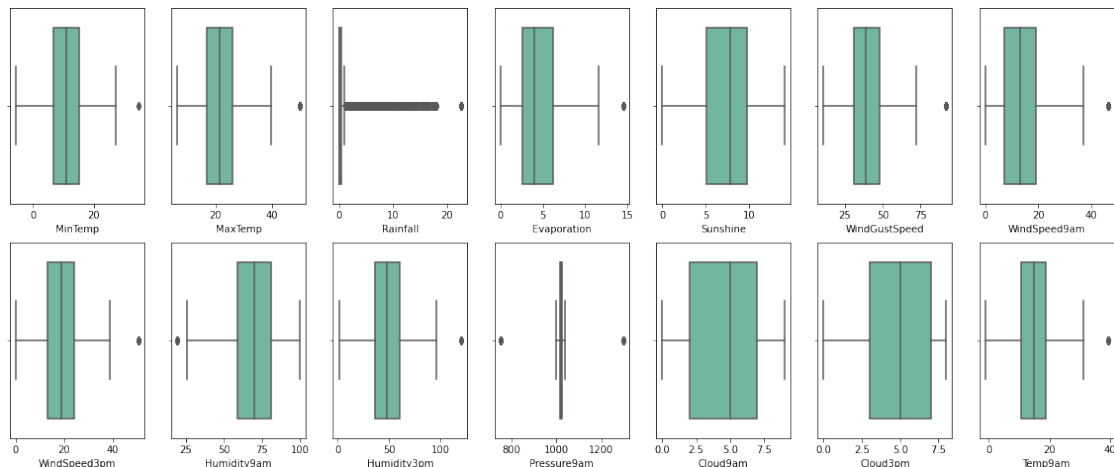 0 20
MinTemp
20 40
MaxTemp
0 10 20
Rainfall
0 5 10 15
Evaporation
0 5 10
Sunshine
25 50 75
WindGustSpeed
0 20 40
WindSpeed9am
0 20 40
WindSpeed3pm
25 50 75 100
Humidity9am
0 50 100
Humidity3pm
800 1000 1200
Pressure9am
0.0 2.5 5.0 7.5
Cloud9am
0.0 2.5 5.0 7.5
Cloud3pm
0 20 40
Temp9am